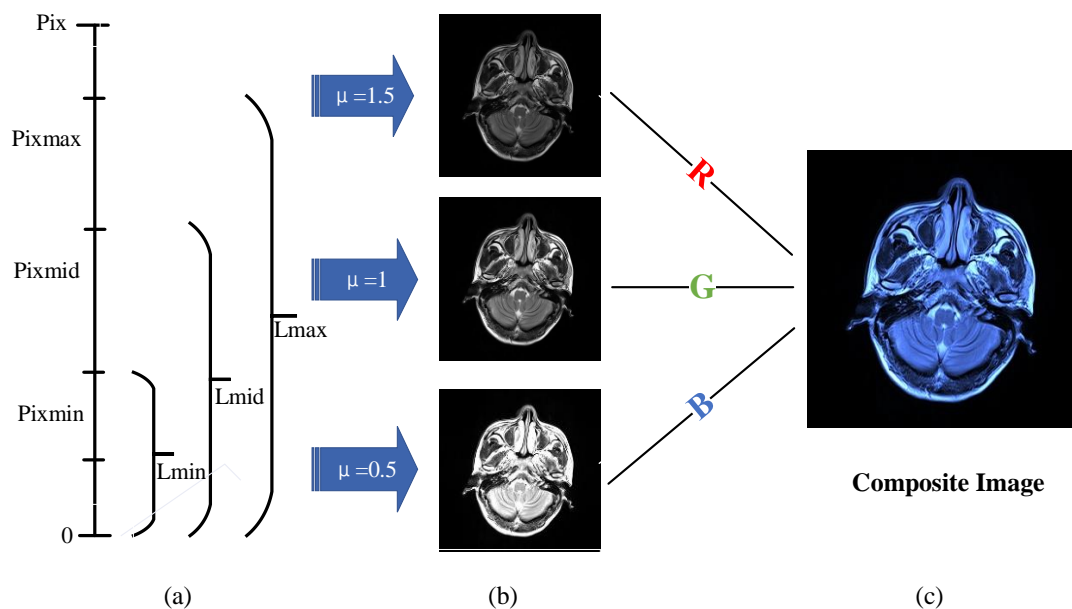 Pix
Pixmax
Pixmid
Pixmin
0
Lmin
Lmid
Lmax
(a)
μ=1.5
μ=1
μ=0.5
(b)
R
G
B
Composite Image
(c)